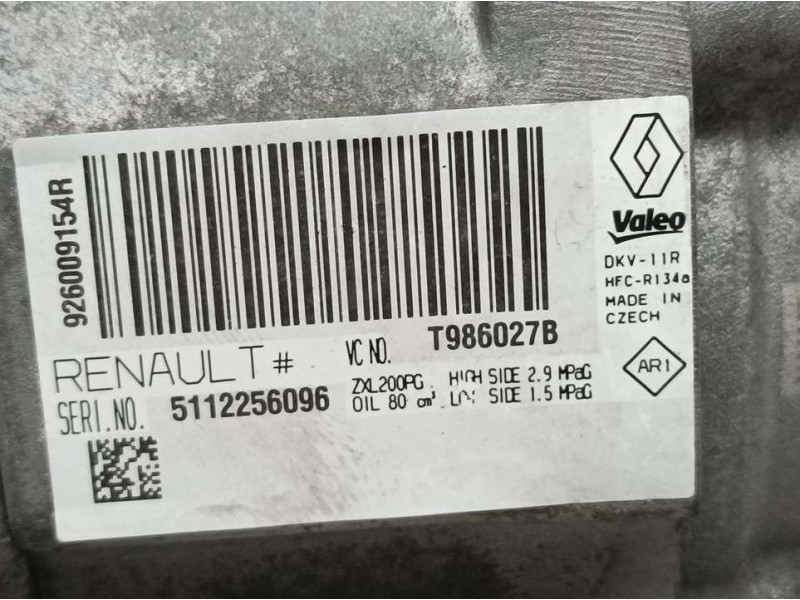 926009154R
RENAULT # VC NO. T986027B
SERI.NO. 5112256096
ZXL200PG HIGH SIDE 2.9 MPaG
OIL 80 cm³ LOW SIDE 1.5 MPaG
Valeo
DKV-11R
HFC-R134a
MADE IN
CZECH
AR1